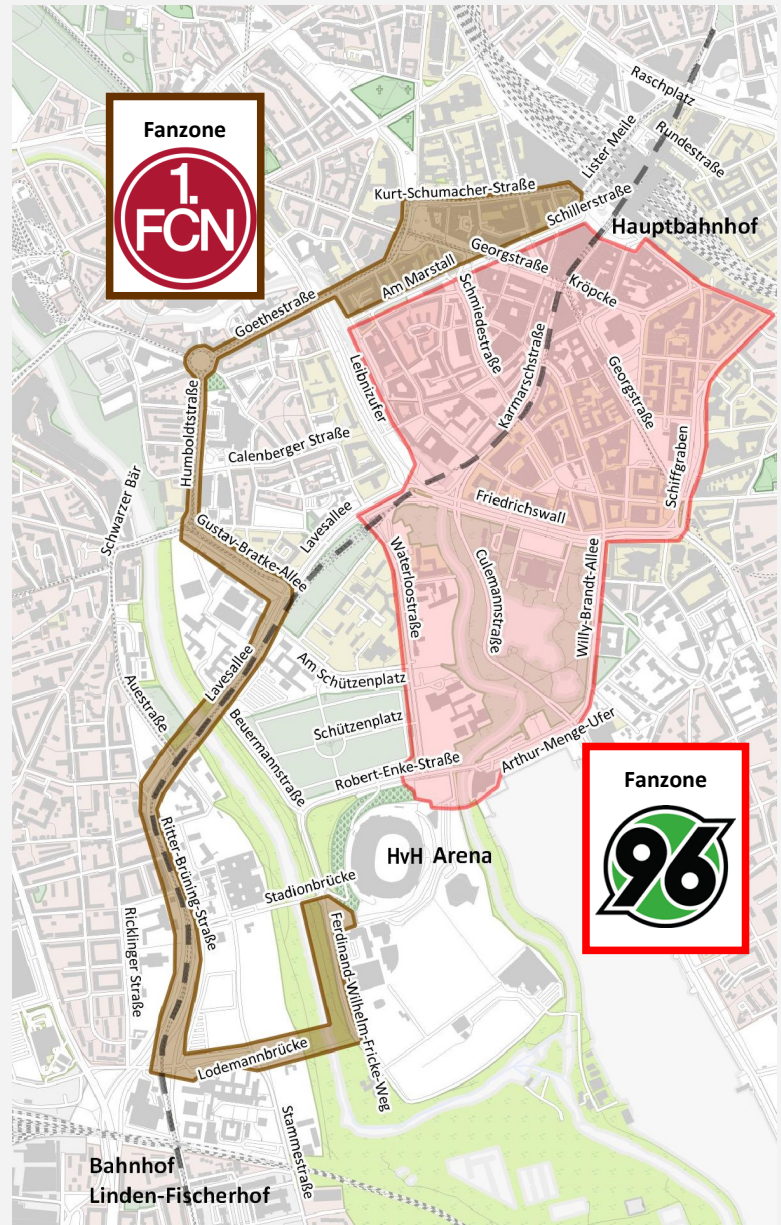 Raschplatz
Fanzone
1.
FCN
Lister Meile
Rundestraße
Kurt-Schumacher-Straße
Schillerstraße
Hauptbahnhof
Georgstraße
Am Marstall
Kröpcke
Schmiedestraße
Goethestraße
Leibnizufer
Karmarschstraße
Georgstraße
Humboldtstraße
Calenberger Straße
Schiffgraben
Schwarzer Bär
Friedrichswall
Lavesallee
Gustav-Bratke-Allee
Waterloostraße
Culemannstraße
Willy-Brandt-Allee
Am Schützenplatz
Lavesallee
Auestraße
Beuermannstraße
Schützenplatz
Arthur-Menge-Ufer
Robert-Enke-Straße
Fanzone
96
HvH Arena
Ritter-Brüning-Straße
Stadionbrücke
Ricklinger Straße
Ferdinand-Wilhelm-Fricke-Weg
Lodemannbrücke
Stammestraße
Bahnhof
Linden-Fischerhof